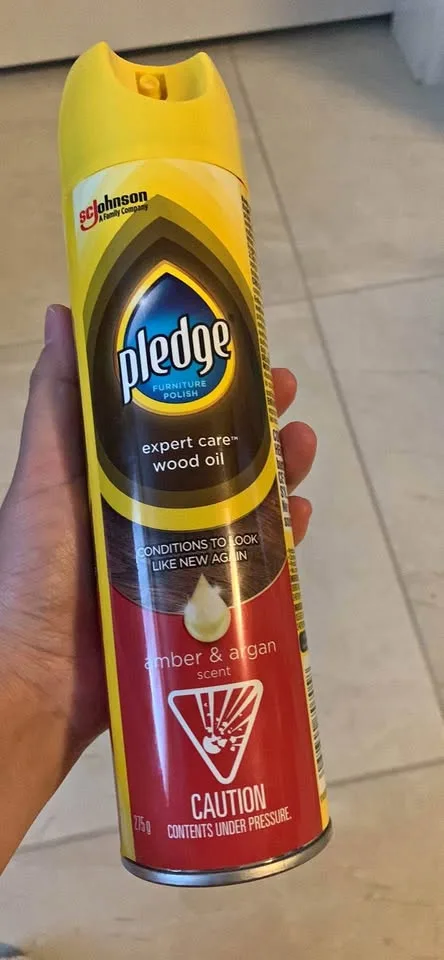 scJohnson
A Family Company
pledge
FURNITURE
POLISH
expert care™
wood oil
CONDITIONS TO LOOK
LIKE NEW AGAIN
amber & argan
scent
CAUTION
CONTENTS UNDER PRESSURE.
275 g